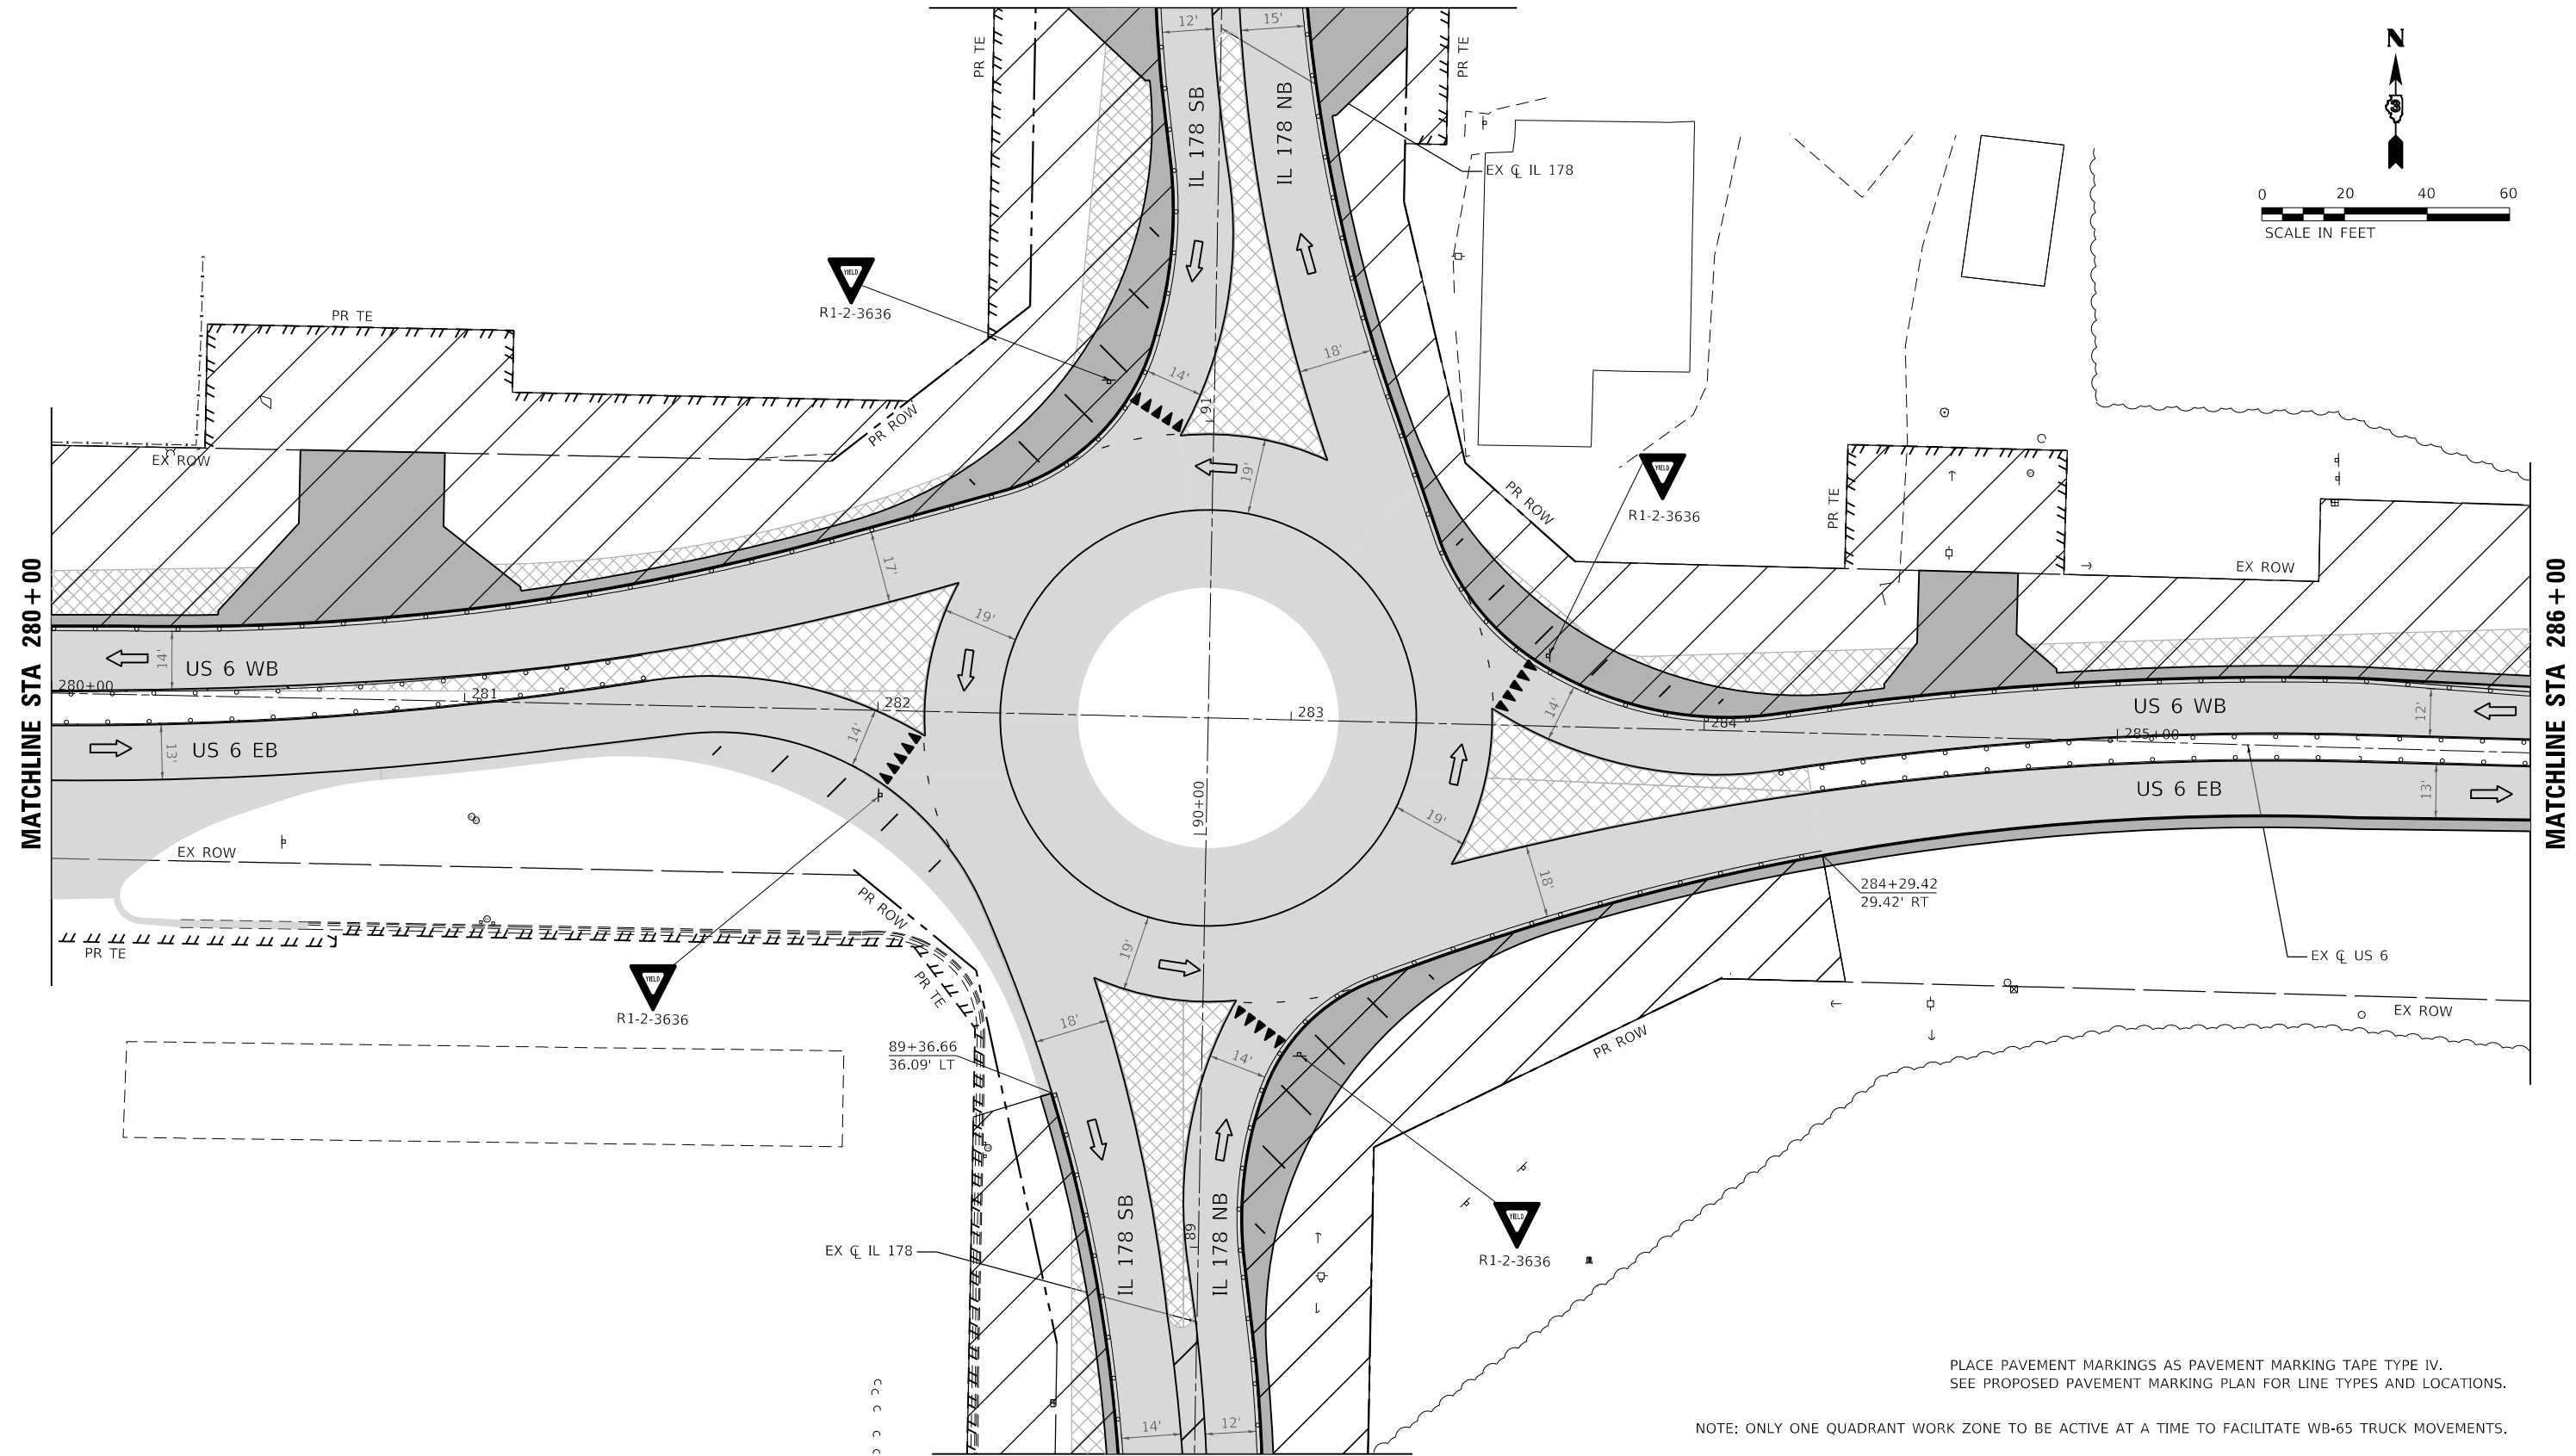 12'
15'
PR TE
PR TE
N
3
IL 178 SB
IL 178 NB
0 20 40 60
SCALE IN FEET
EX ℄ IL 178
YIELD
R1-2-3636
PR TE
14'
18'
91
PR ROW
EX ROW
19'
YIELD
R1-2-3636
PR ROW
PR TE
EX ROW
17'
19'
MATCHLINE STA 280+00
MATCHLINE STA 286+00
14'
US 6 WB
280+00
281
282
283
284
285+00
US 6 WB
12'
14'
14'
13'
US 6 EB
US 6 EB
13'
90+00
19'
EX ROW
18'
284+29.42
29.42' RT
PR ROW
19'
EX ℄ US 6
PR TE
PR TE
YIELD
R1-2-3636
18'
EX ROW
PR ROW
89+36.66
36.09' LT
14'
IL 178 SB
IL 178 NB
89
YIELD
R1-2-3636
EX ℄ IL 178
14'
12'
PLACE PAVEMENT MARKINGS AS PAVEMENT MARKING TAPE TYPE IV.
SEE PROPOSED PAVEMENT MARKING PLAN FOR LINE TYPES AND LOCATIONS.
NOTE: ONLY ONE QUADRANT WORK ZONE TO BE ACTIVE AT A TIME TO FACILITATE WB-65 TRUCK MOVEMENTS.